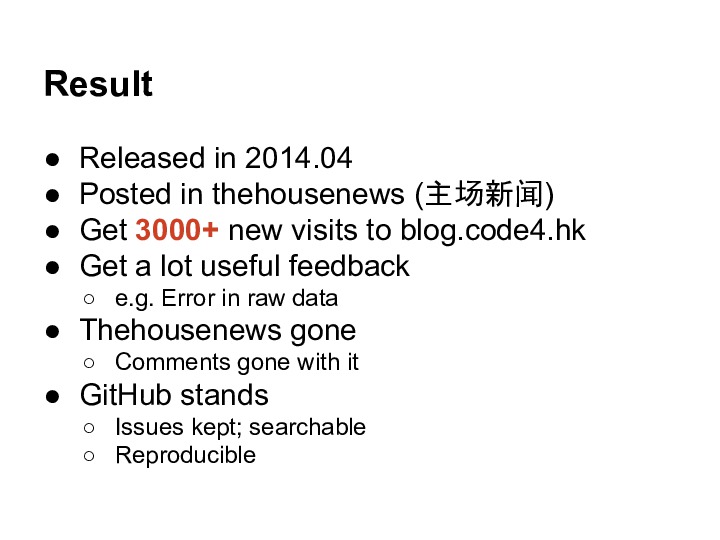 Result
● Released in 2014.04
● Posted in thehousenews (主场新闻)
● Get 3000+ new visits to blog.code4.hk
● Get a lot useful feedback
○ e.g. Error in raw data
● Thehousenews gone
○ Comments gone with it
● GitHub stands
○ Issues kept; searchable
○ Reproducible